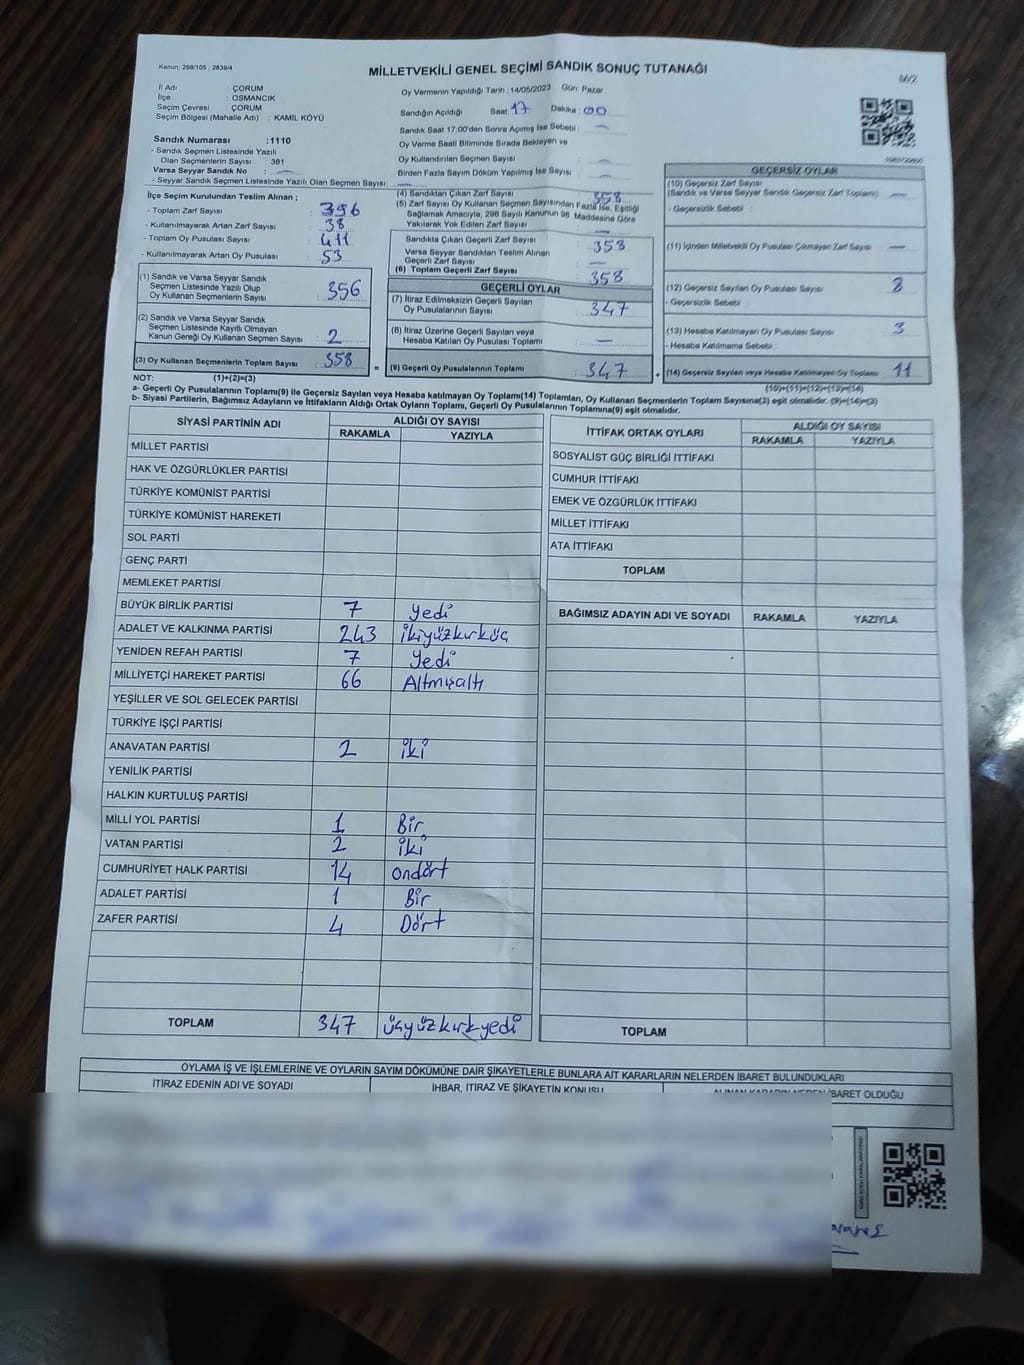 Kanun: 298/105 , 2839/4
MİLLETVEKİLİ GENEL SEÇİMİ SANDIK SONUÇ TUTANAĞI
İl Adı : ÇORUM
İlçe : OSMANCIK
Seçim Çevresi : ÇORUM
Seçim Bölgesi (Mahalle Adı) : KAMİL KÖYÜ
Oy Vermenin Yapıldığı Tarih : 14/05/2023 Gün: Pazar
Sandığın Açıldığı Saat 17 Dakika : 00
Sandık Saat 17:00'den Sonra Açımış İse Sebebi : —
Oy Verme Saati Bitiminde Sırada Bekleyen ve
Oy Kullandırılan Seçmen Sayısı : —
Birden Fazla Sayım Döküm Yapılmış İse Sayısı : —
Sandık Numarası :1110
- Sandık Seçmen Listesinde Yazılı
Olan Seçmenlerin Sayısı : 381
Varsa Seyyar Sandık No : —
- Seyyar Sandık Seçmen Listesinde Yazılı Olan Seçmen Sayısı: —
İlçe Seçim Kurulundan Teslim Alınan ;
- Toplam Zarf Sayısı : 396
- Kullanılmayarak Artan Zarf Sayısı : 38
- Toplam Oy Pusulası Sayısı : 411
- Kullanılmayarak Artan Oy Pusulası : 53
(1) Sandık ve Varsa Seyyar Sandık
Seçmen Listesinde Yazılı Olup
Oy Kullanan Seçmenlerin Sayısı : 356
(2) Sandık ve Varsa Seyyar Sandık
Seçmen Listesinde Kayıtlı Olmayan
Kanun Gereği Oy Kullanan Seçmen Sayısı : 2
(3) Oy Kullanan Seçmenlerin Toplam Sayısı : 358
(4) Sandıktan Çıkan Zarf Sayısı : 358
(5) Zarf Sayısı Oy Kullanan Seçmen Sayısından Fazla İse, Eşitliği
Sağlamak Amacıyla; 298 Sayılı Kanunun 98. Maddesine Göre
Yakılarak Yok Edilen Zarf Sayısı : —
Sandıkta Çıkan Geçerli Zarf Sayısı : 358
Varsa Seyyar Sandıktan Teslim Alınan
Geçerli Zarf Sayısı : —
(6) Toplam Geçerli Zarf Sayısı : 358
GEÇERLİ OYLAR
(7) İtiraz Edilmeksizin Geçerli Sayılan
Oy Pusulalarının Sayısı : 347
(8) İtiraz Üzerine Geçerli Sayılan veya
Hesaba Katılan Oy Pusulası Toplamı : —
= (9) Geçerli Oy Pusulalarının Toplamı : 347
GEÇERSİZ OYLAR
(10) Geçersiz Zarf Sayısı
(Sandık ve Varsa Seyyar Sandık Geçersiz Zarf Toplamı) : —
- Geçersizlik Sebebi :
(11) İçinden Milletvekili Oy Pusulası Çıkmayan Zarf Sayısı : —
(12) Geçersiz Sayılan Oy Pusulası Sayısı : 8
- Geçersizlik Sebebi :
(13) Hesaba Katılmayan Oy Pusulası Sayısı : 3
- Hesaba Katılmama Sebebi :
+ (14) Geçersiz Sayılan veya Hesaba Katılmayan Oy Toplamı : 11
NOT: (1)+(2)=(3) (10)+(11)+(12)+(13)=(14)
a- Geçerli Oy Pusulalarının Toplamı(9) ile Geçersiz Sayılan veya Hesaba katılmayan Oy Toplamı(14) Toplamları, Oy Kullanan Seçmenlerin Toplam Sayısına(3) eşit olmalıdır. (9)+(14)=(3)
b- Siyasi Partilerin, Bağımsız Adayların ve İttifakların Aldığı Ortak Oyların Toplamı, Geçerli Oy Pusulalarının Toplamına(9) eşit olmalıdır.
SİYASİ PARTİNİN ADI ALDIĞI OY SAYISI
RAKAMLA YAZIYLA
MİLLET PARTİSİ
HAK VE ÖZGÜRLÜKLER PARTİSİ
TÜRKİYE KOMÜNİST PARTİSİ
TÜRKİYE KOMÜNİST HAREKETİ
SOL PARTİ
GENÇ PARTİ
MEMLEKET PARTİSİ
BÜYÜK BİRLİK PARTİSİ 7 Yedi
ADALET VE KALKINMA PARTİSİ 243 ikiyüzkırküç
YENİDEN REFAH PARTİSİ 7 Yedi
MİLLİYETÇİ HAREKET PARTİSİ 66 Altmışaltı
YEŞİLLER VE SOL GELECEK PARTİSİ
TÜRKİYE İŞÇİ PARTİSİ
ANAVATAN PARTİSİ 2 iki
YENİLİK PARTİSİ
HALKIN KURTULUŞ PARTİSİ
MİLLİ YOL PARTİSİ 1 Bir
VATAN PARTİSİ 2 iki
CUMHURİYET HALK PARTİSİ 14 ondört
ADALET PARTİSİ 1 Bir
ZAFER PARTİSİ 4 Dört
TOPLAM 347 üçyüzkırkyedi
İTTİFAK ORTAK OYLARI ALDIĞI OY SAYISI
RAKAMLA YAZIYLA
SOSYALİST GÜÇ BİRLİĞİ İTTİFAKI
CUMHUR İTTİFAKI
EMEK VE ÖZGÜRLÜK İTTİFAKI
MİLLET İTTİFAKI
ATA İTTİFAKI
TOPLAM
BAĞIMSIZ ADAYIN ADI VE SOYADI RAKAMLA YAZIYLA
TOPLAM
OYLAMA İŞ VE İŞLEMLERİNE VE OYLARIN SAYIM DÖKÜMÜNE DAİR ŞİKAYETLERLE BUNLARA AİT KARARLARIN NELERDEN İBARET BULUNDUKLARI
İTİRAZ EDENİN ADI VE SOYADI İHBAR, İTİRAZ VE ŞİKAYETİN KONUSU ALINAN KARARIN NEDEN İBARET OLDUĞU